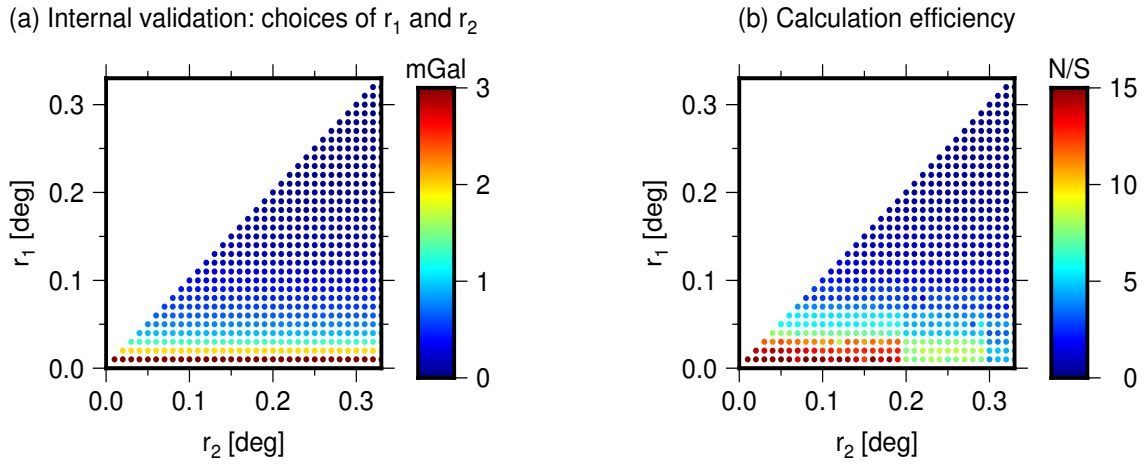 (a) Internal validation: choices of r₁ and r₂
mGal
0.3
0.2
0.1
0.0
r₁ [deg]
0.0 0.1 0.2 0.3
r₂ [deg]
3
2
1
0
(b) Calculation efficiency
N/S
0.3
0.2
0.1
0.0
r₁ [deg]
0.0 0.1 0.2 0.3
r₂ [deg]
15
10
5
0